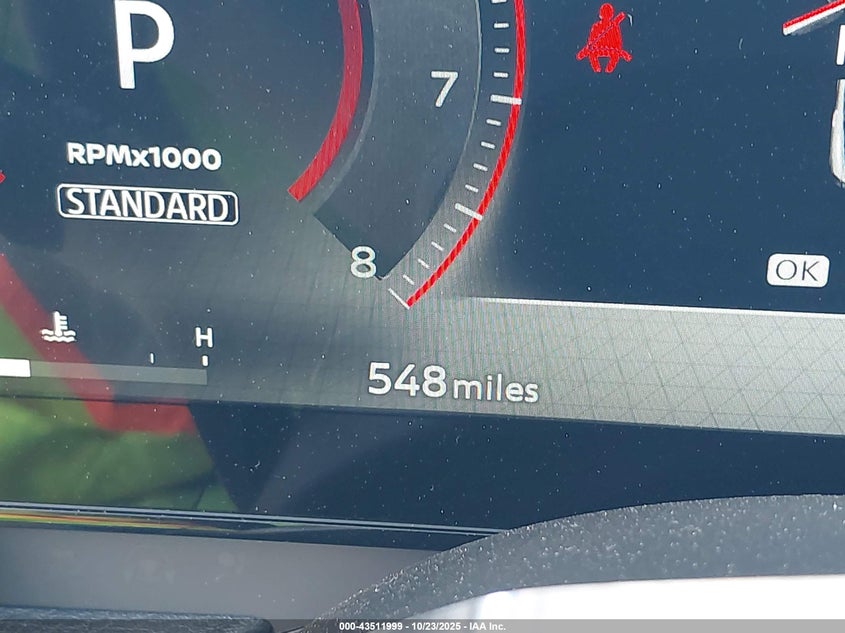 P
7
RPMx1000
STANDARD
8
OK
H
548 miles
000-43511999 - 10/23/2025 - IAA Inc.